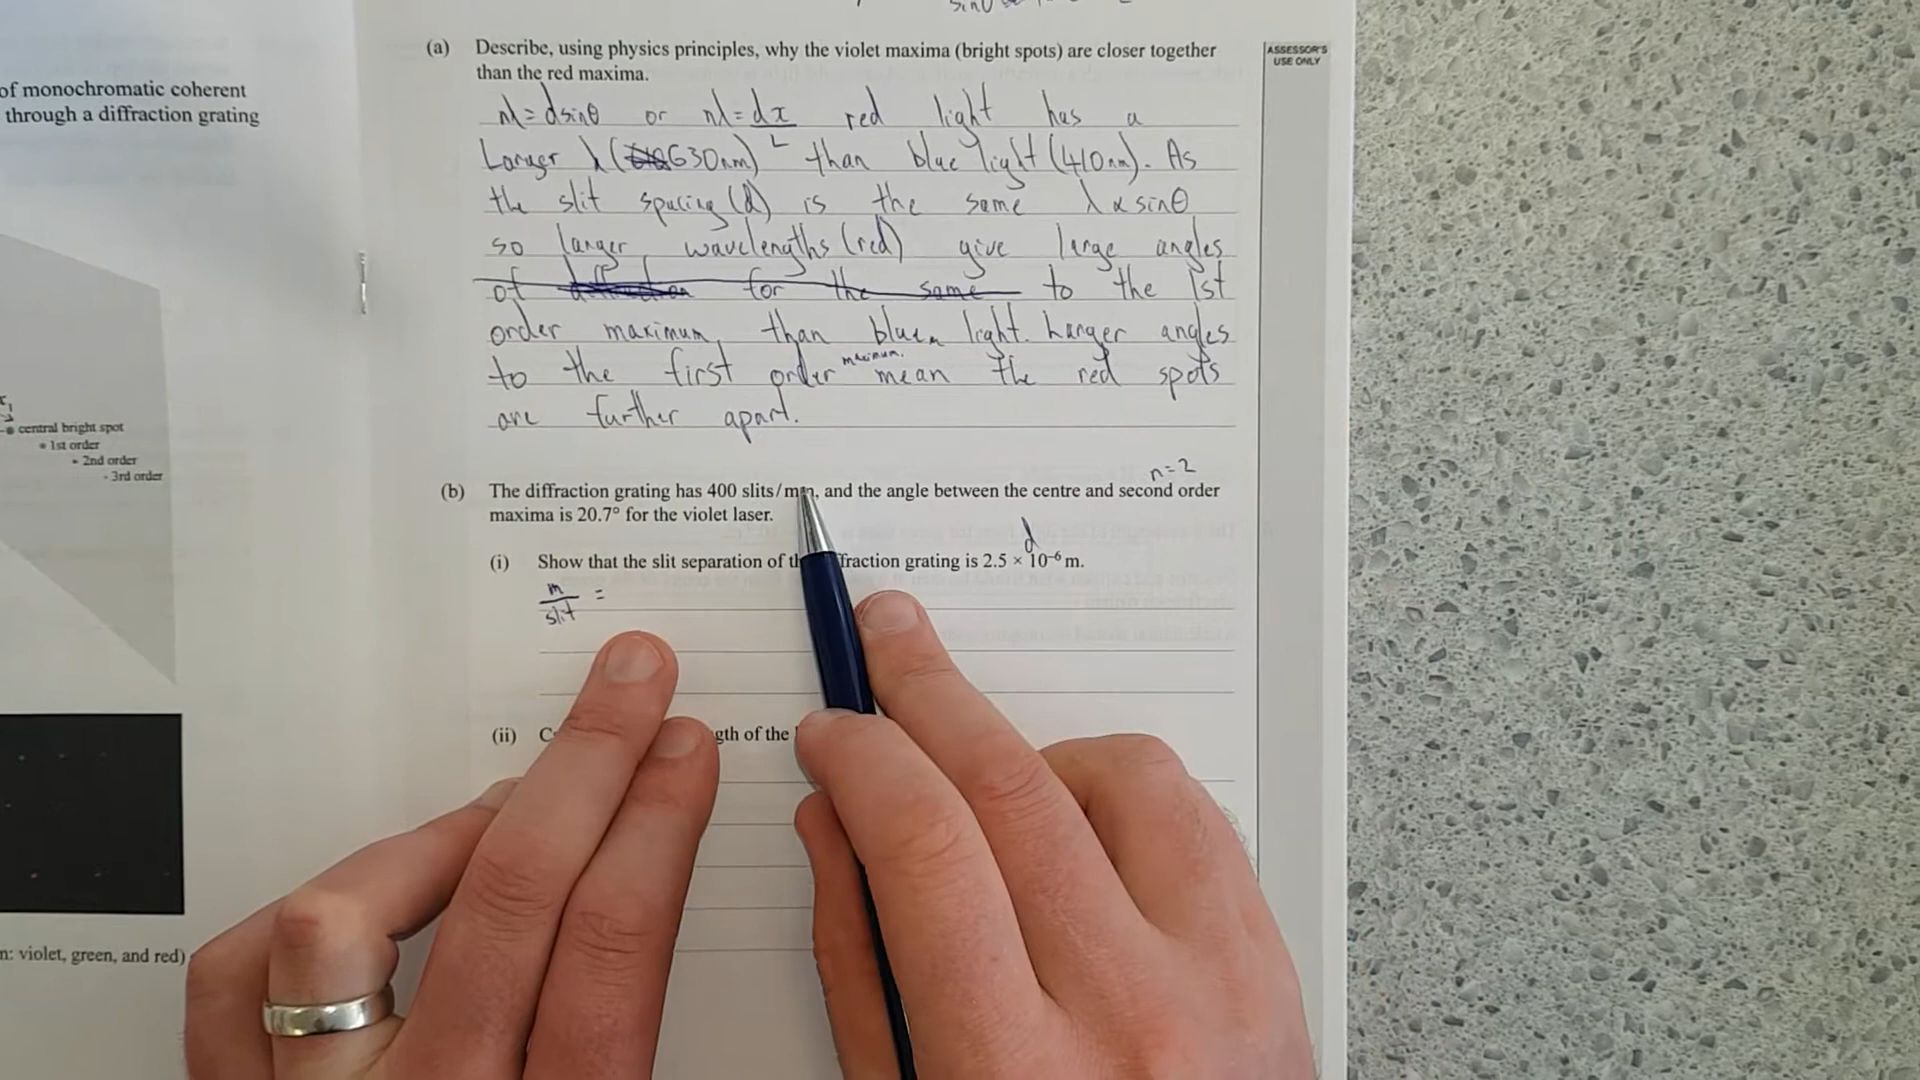 sinθ
of monochromatic coherent
through a diffraction grating
central bright spot
1st order
2nd order
3rd order
n: violet, green, and red)
(a) Describe, using physics principles, why the violet maxima (bright spots) are closer together
than the red maxima.
ASSESSOR'S
USE ONLY
nλ = dsinθ or nλ = dx/L red light has a
Longer λ (630nm) than blue light (410nm). As
the slit spacing (d) is the same λ ∝ sinθ
so larger wavelengths (red) give large angles
of diffraction for the same to the 1st
order maximum, than blue light. Larger angles
to the first order maximum. mean the red spots
are further apart.
n=2
(b) The diffraction grating has 400 slits/mm, and the angle between the centre and second order
maxima is 20.7° for the violet laser.
d
(i) Show that the slit separation of th fraction grating is 2.5 × 10⁻⁶ m.
m/slit =
(ii) C gth of the